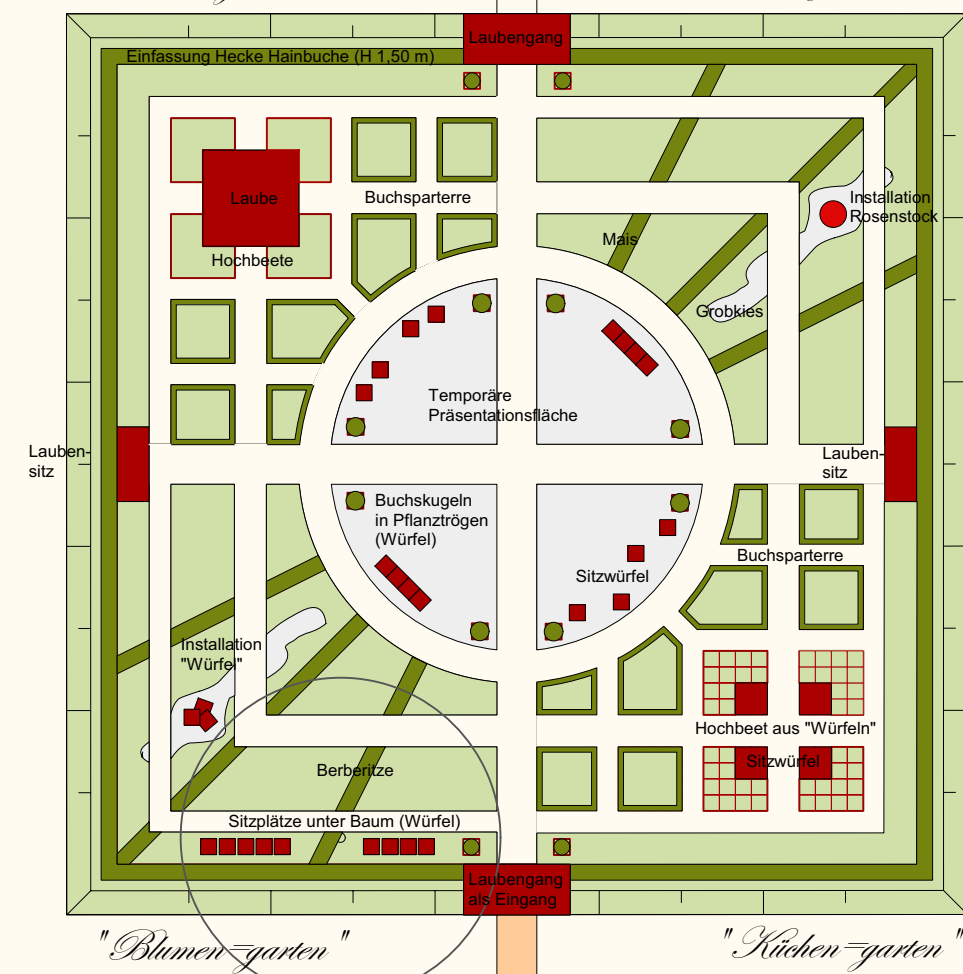 Laubengang
Einfassung Hecke Hainbuche (H 1,50 m)
Laube
Buchsparterre
Installation
Rosenstock
Mais
Hochbeete
Grobkies
Temporäre
Präsentationsfläche
Lauben-
sitz
Lauben-
sitz
Buchskugeln
in Pflanztrögen
(Würfel)
Buchsparterre
Sitzwürfel
Installation
"Würfel"
Hochbeet aus "Würfeln"
Sitzwürfel
Berberitze
Sitzplätze unter Baum (Würfel)
Laubengang
als Eingang
"Blumen=garten"
"Küchen=garten"